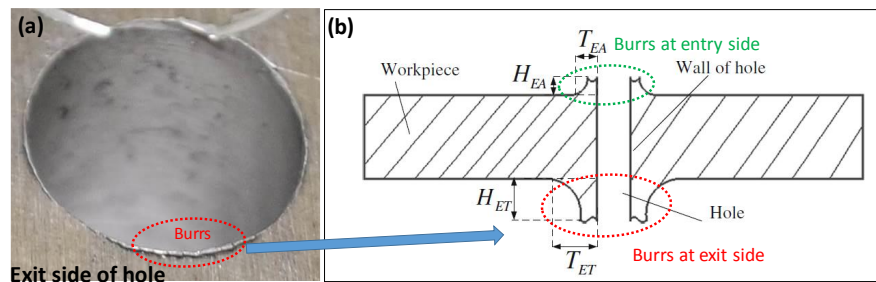 (a)
Burrs
Exit side of hole
(b)
T_EA
Burrs at entry side
Workpiece
H_EA
Wall of hole
H_ET
Hole
T_ET
Burrs at exit side